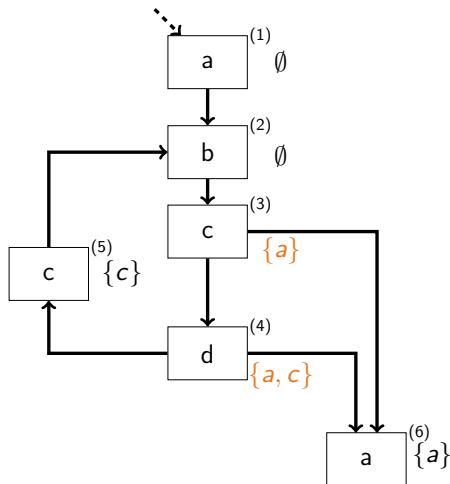 (1)
a ∅
(2)
b ∅
(3)
c {a}
(5)
c {c}
(4)
d {a, c}
(6)
a {a}